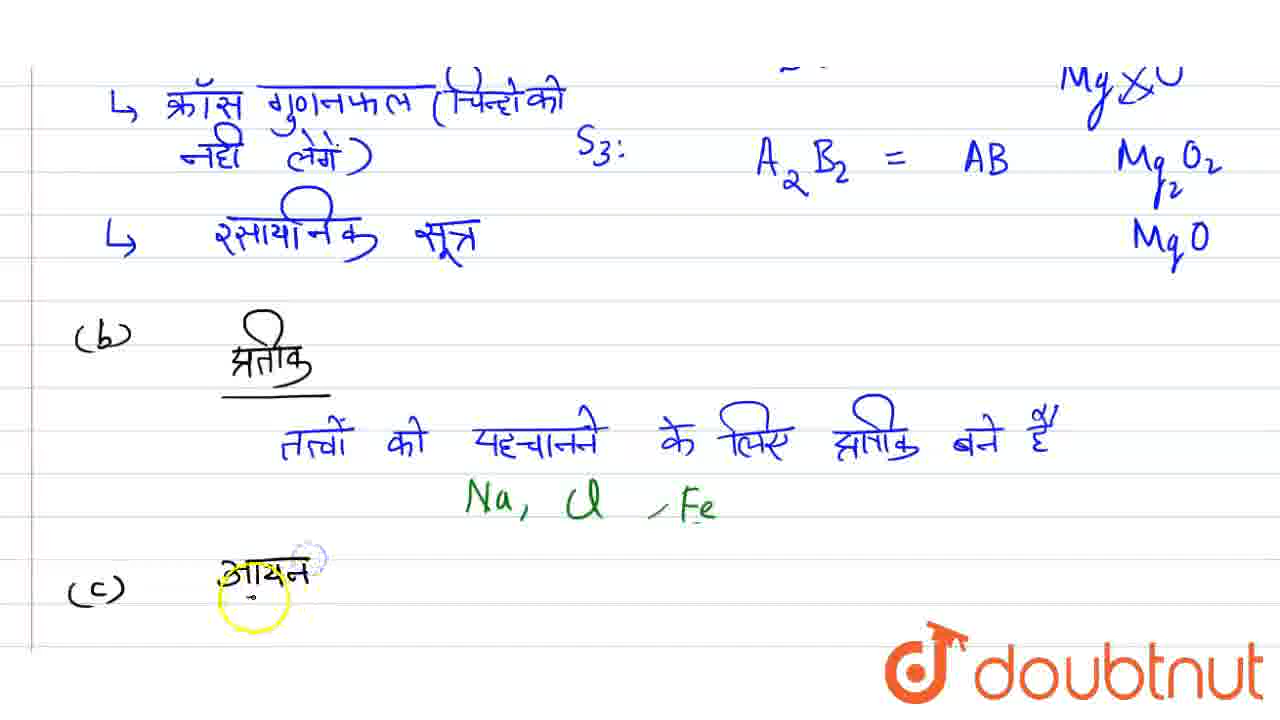 ↳ क्रॉस गुणनफल (चिन्हो को
Mg O
नही लेगें) S3: A2B2 = AB Mg2O2
↳ रसायनिक सूत्र MgO
(b) प्रतीक
तत्त्वों को पहचानने के लिए प्रतीक बने है
Na, Cl, Fe
(c) आयन
doubtnut